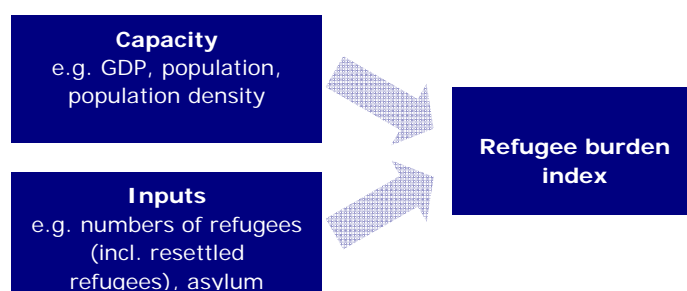 Capacity
e.g. GDP, population,
population density
Refugee burden
index
Inputs
e.g. numbers of refugees
(incl. resettled
refugees), asylum